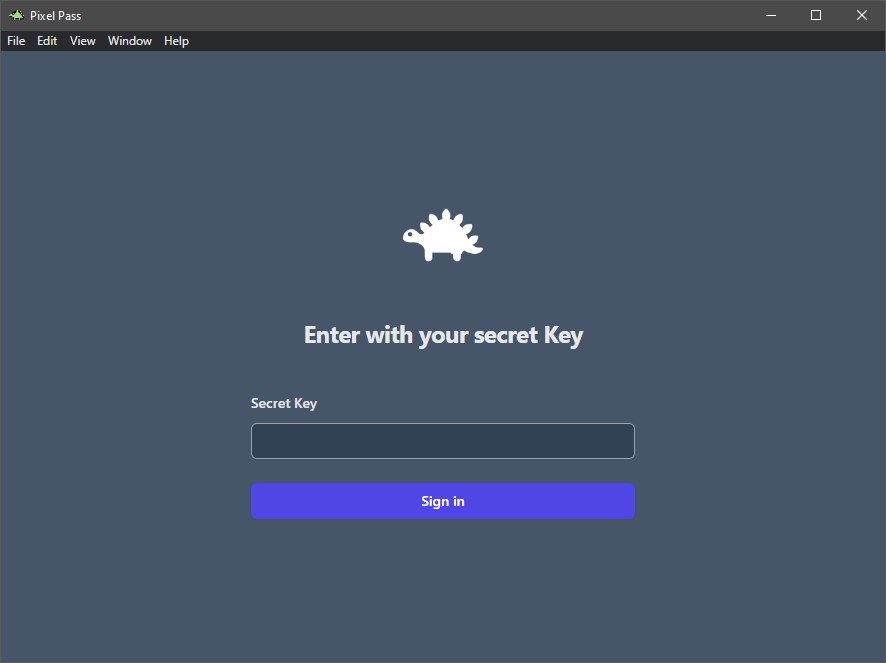 Pixel Pass
File Edit View Window Help
Enter with your secret Key
Secret Key
Sign in